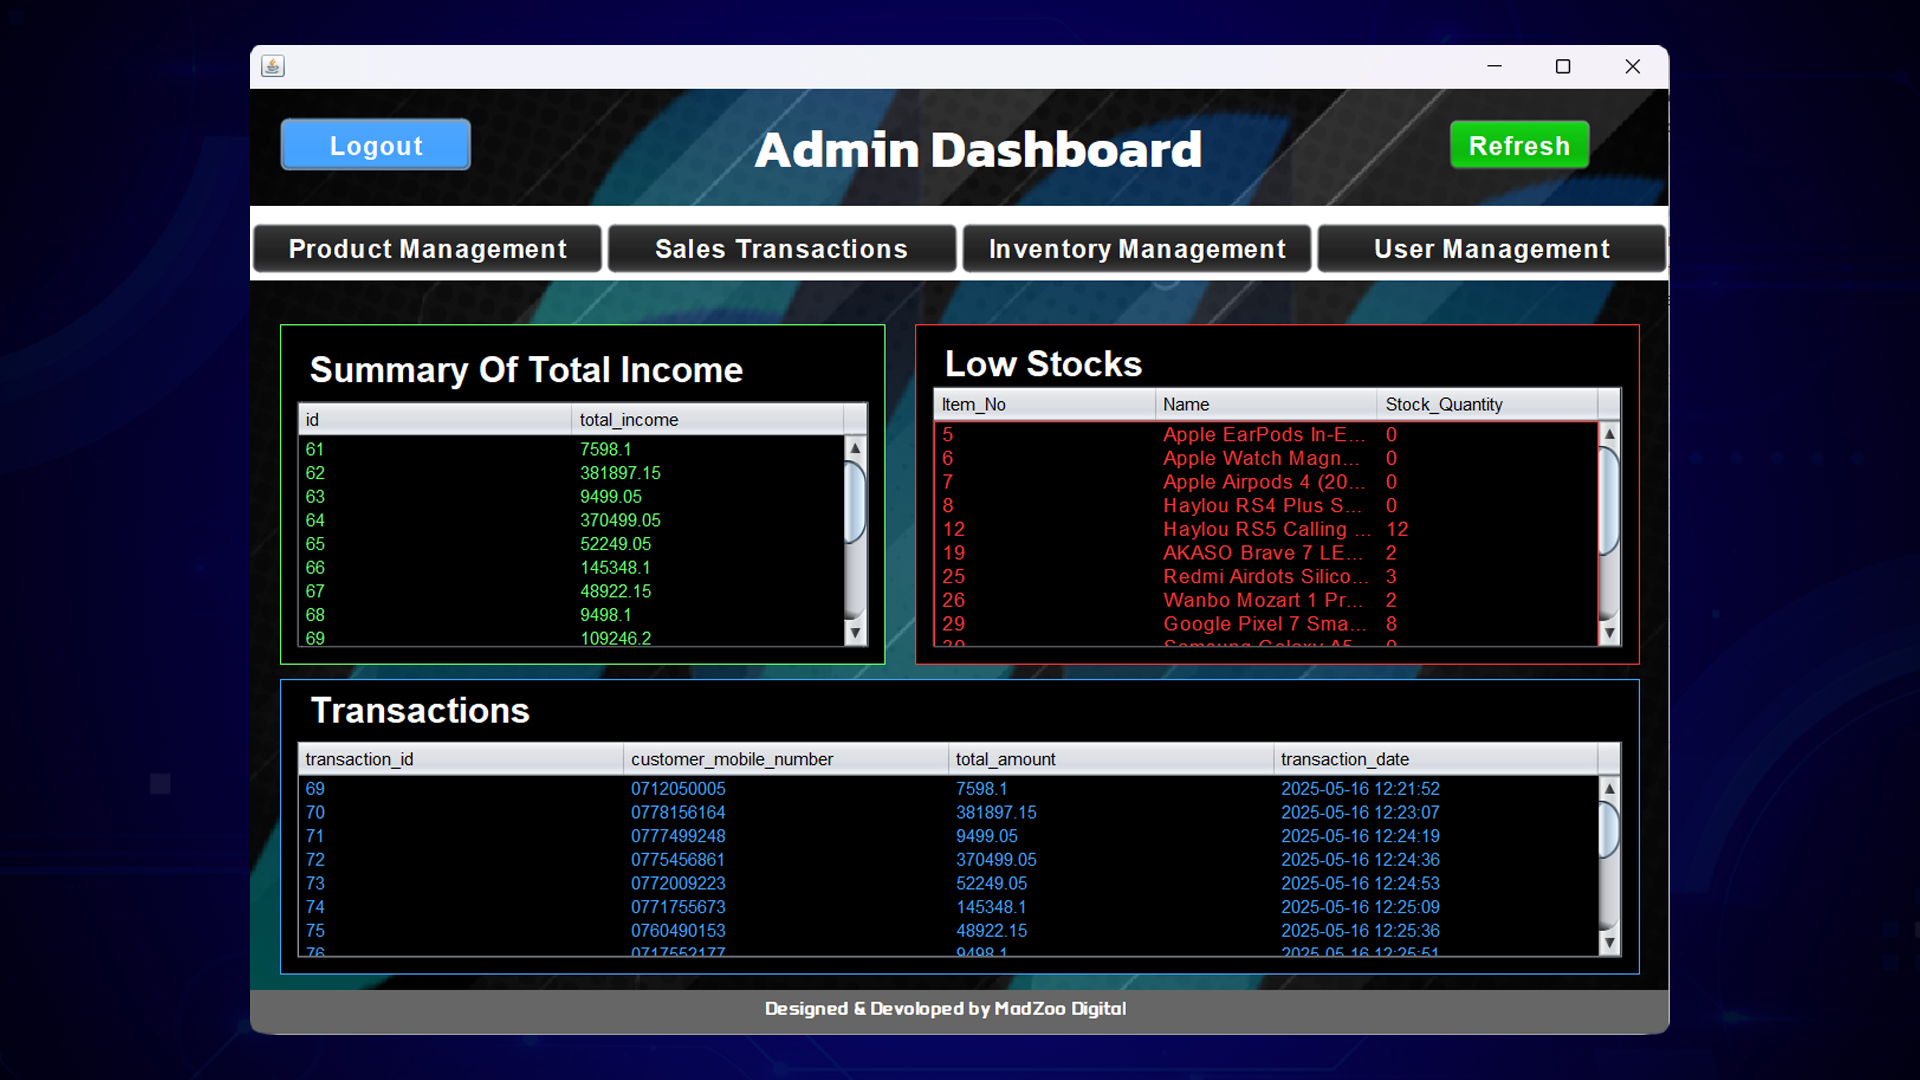 Logout
Admin Dashboard
Refresh
Product Management
Sales Transactions
Inventory Management
User Management
Summary Of Total Income
id total_income
61 7598.1
62 381897.15
63 9499.05
64 370499.05
65 52249.05
66 145348.1
67 48922.15
68 9498.1
69 109246.2
Low Stocks
Item_No Name Stock_Quantity
5 Apple EarPods In-E... 0
6 Apple Watch Magn... 0
7 Apple Airpods 4 (20... 0
8 Haylou RS4 Plus S... 0
12 Haylou RS5 Calling ... 12
19 AKASO Brave 7 LE... 2
25 Redmi Airdots Silico... 3
26 Wanbo Mozart 1 Pr... 2
29 Google Pixel 7 Sma... 8
Samsung Galaxy A5...
Transactions
transaction_id customer_mobile_number total_amount transaction_date
69 0712050005 7598.1 2025-05-16 12:21:52
70 0778156164 381897.15 2025-05-16 12:23:07
71 0777499248 9499.05 2025-05-16 12:24:19
72 0775456861 370499.05 2025-05-16 12:24:36
73 0772009223 52249.05 2025-05-16 12:24:53
74 0771755673 145348.1 2025-05-16 12:25:09
75 0760490153 48922.15 2025-05-16 12:25:36
76 0717552177 9498.1 2025-05-16 12:25:51
Designed & Devoloped by MadZoo Digital